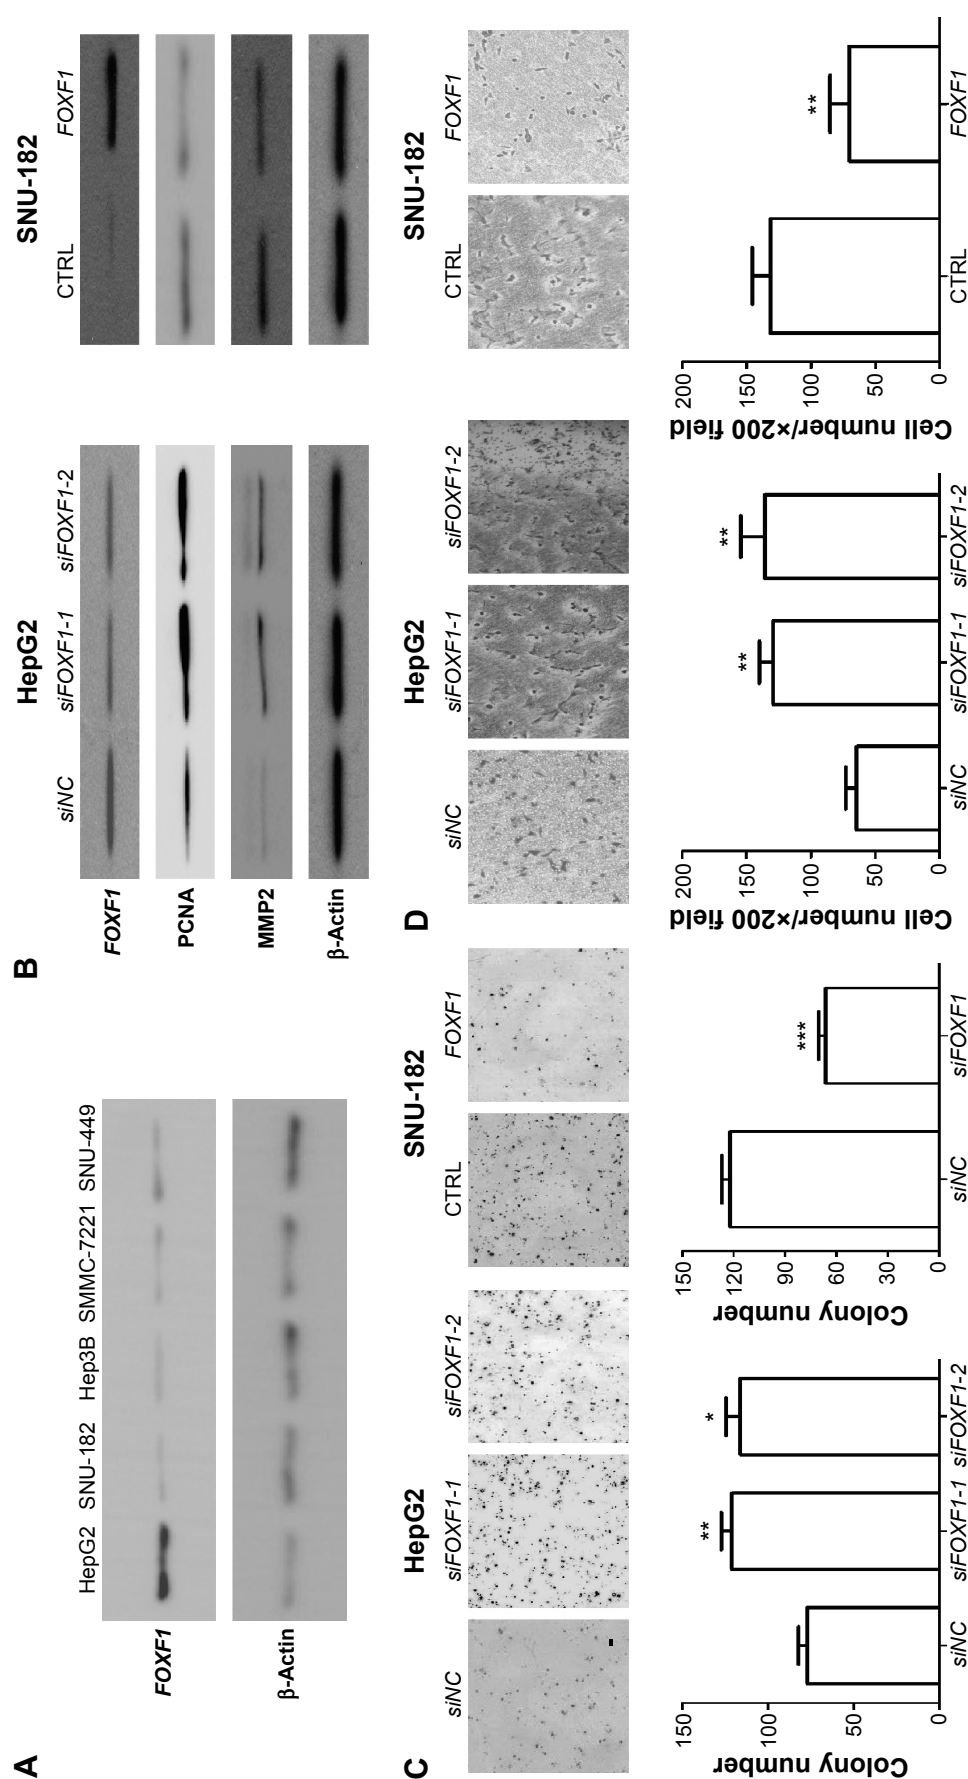 A
HepG2 SNU-182 Hep3B SMMC-7221 SNU-449
FOXF1
β-Actin
B
HepG2 SNU-182
siNC siFOXF1-1 siFOXF1-2 CTRL FOXF1
FOXF1
PCNA
MMP2
β-Actin
C
HepG2 SNU-182
siNC siFOXF1-1 siFOXF1-2 CTRL FOXF1
Colony number
150
100
50
0
** *
siNC siFOXF1-1 siFOXF1-2
Colony number
150
120
90
60
30
0
***
siNC siFOXF1
D
HepG2 SNU-182
siNC siFOXF1-1 siFOXF1-2 CTRL FOXF1
Cell number/×200 field
200
150
100
50
0
** **
siNC siFOXF1-1 siFOXF1-2
Cell number/×200 field
200
150
100
50
0
**
CTRL FOXF1